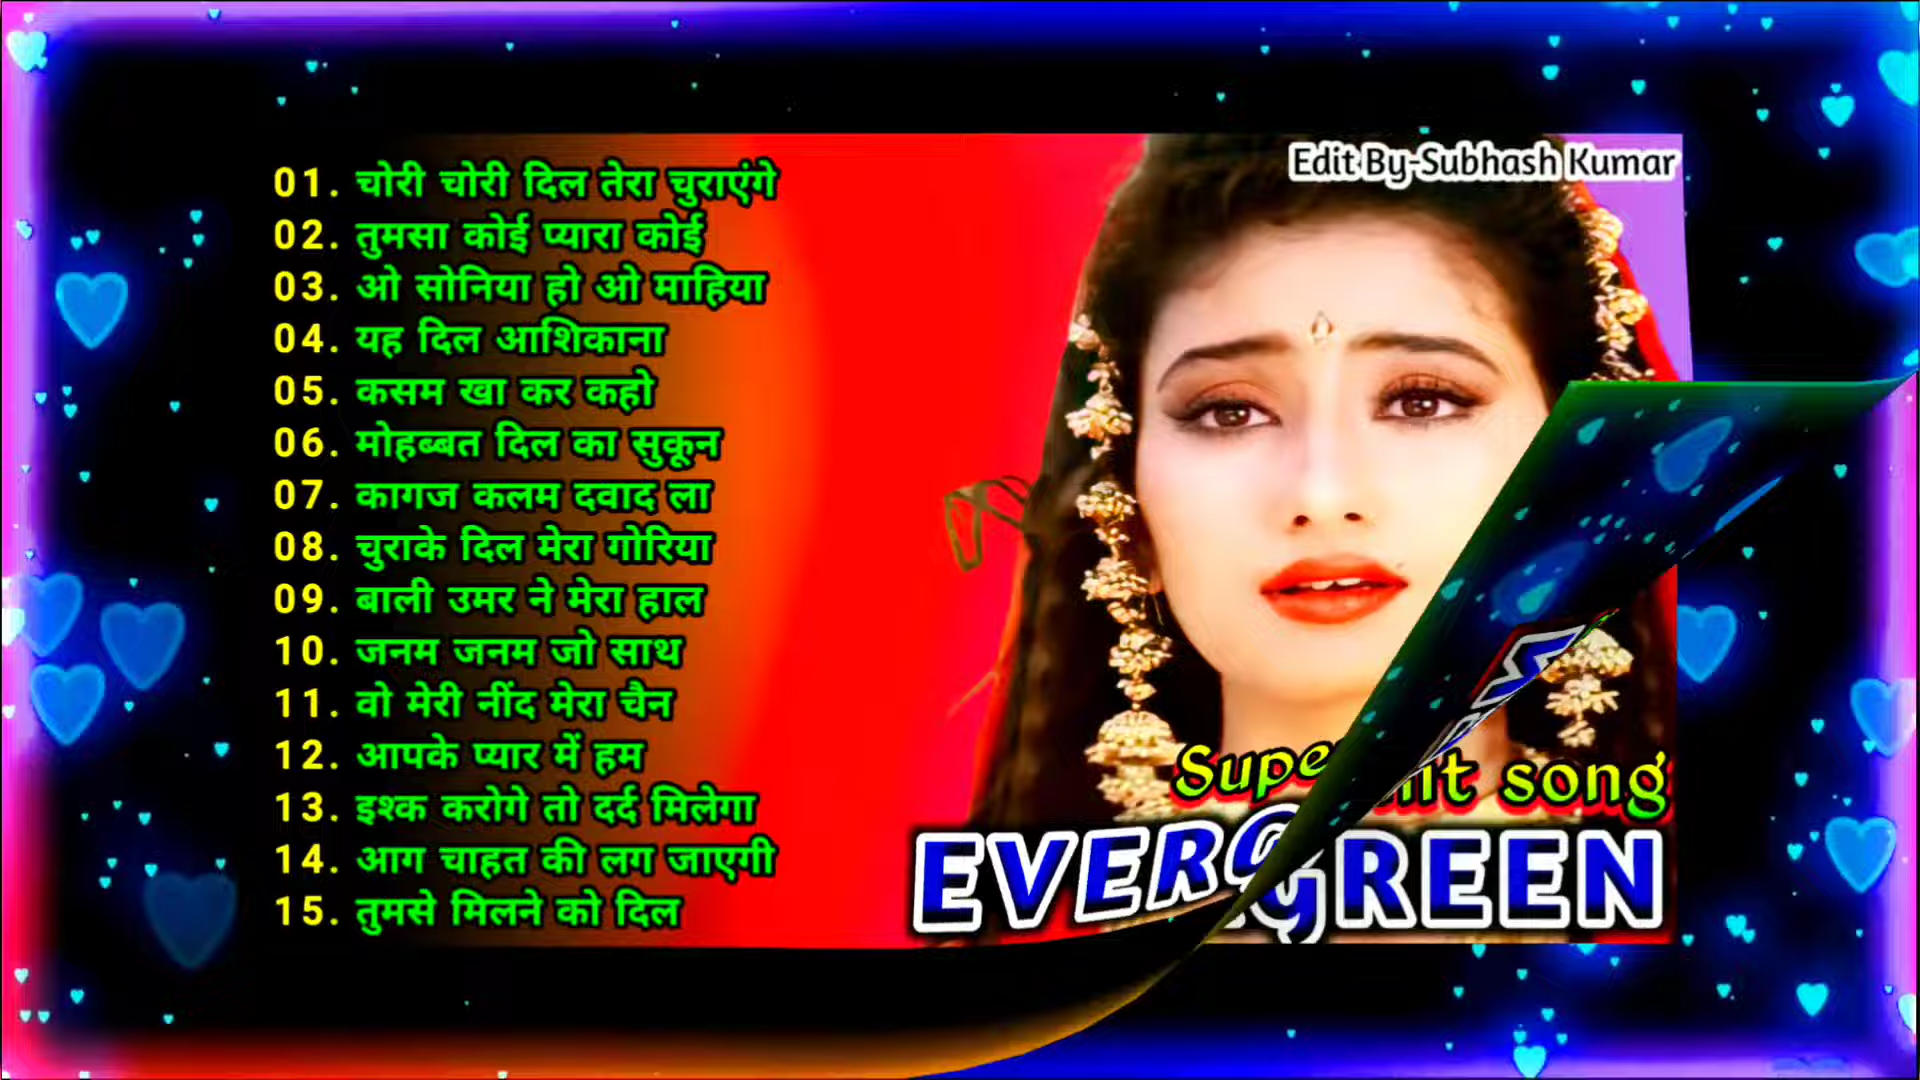 Edit By-Subhash Kumar
01. चोरी चोरी दिल तेरा चुराएंगे
02. तुमसा कोई प्यारा कोई
03. ओ सोनिया हो ओ माहिया
04. यह दिल आशिकाना
05. कसम खा कर कहो
06. मोहब्बत दिल का सुकून
07. कागज कलम दवाद ला
08. चुराके दिल मेरा गोरिया
09. बाली उमर ने मेरा हाल
10. जनम जनम जो साथ
11. वो मेरी नींद मेरा चैन
12. आपके प्यार में हम
13. इश्क करोगे तो दर्द मिलेगा
14. आग चाहत की लग जाएगी
15. तुमसे मिलने को दिल
song
EVERGREEN